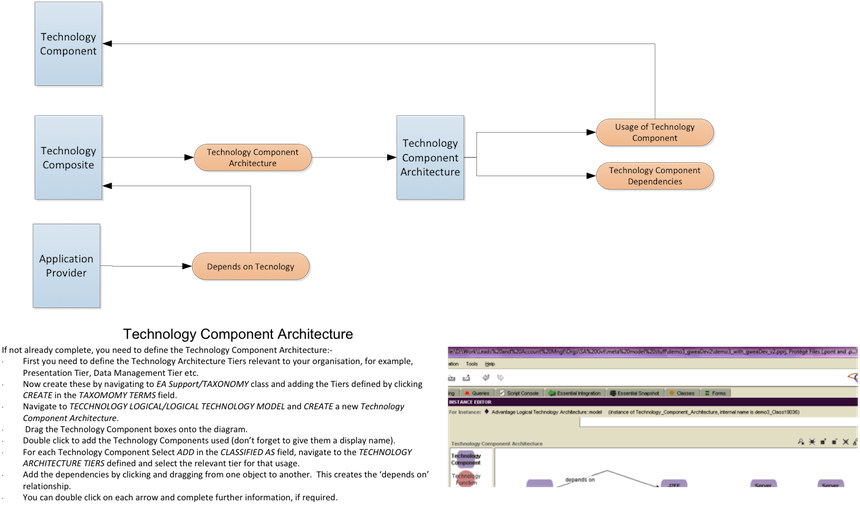 Technology
Component
Technology
Composite
Technology Component
Architecture
Technology
Component
Architecture
Usage of Technology
Component
Technology Component
Dependencies
Application
Provider
Depends on Tecnology
Technology Component Architecture
If not already complete, you need to define the Technology Component Architecture:-
First you need to define the Technology Architecture Tiers relevant to your organisation, for example,
Presentation Tier, Data Management Tier etc.
Now create these by navigating to EA Support/TAXONOMY class and adding the Tiers defined by clicking
CREATE in the TAXOMOMY TERMS field.
Navigate to TECCHNOLOGY LOGICAL/LOGICAL TECHNOLOGY MODEL and CREATE a new Technology
Component Architecture.
Drag the Technology Component boxes onto the diagram.
Double click to add the Technology Components used (don't forget to give them a display name).
For each Technology Component Select ADD in the CLASSIFIED AS field, navigate to the TECHNOLOGY
ARCHITECTURE TIERS defined and select the relevant tier for that usage.
Add the dependencies by clicking and dragging from one object to another. This creates the 'depends on'
relationship.
You can double click on each arrow and complete further information, if required.
Tools Help
Queries Script Console Essential Integration Essential Snapshot Classes Forms
INSTANCE EDITOR
For Instance: Advantage Logical Technology Architecture::model (instance of Technology_Component_Architecture, internal name is demo3_Class19038)
Technology Component Architecture
Technology
Component
Technology
Function
depends on
Server
Server